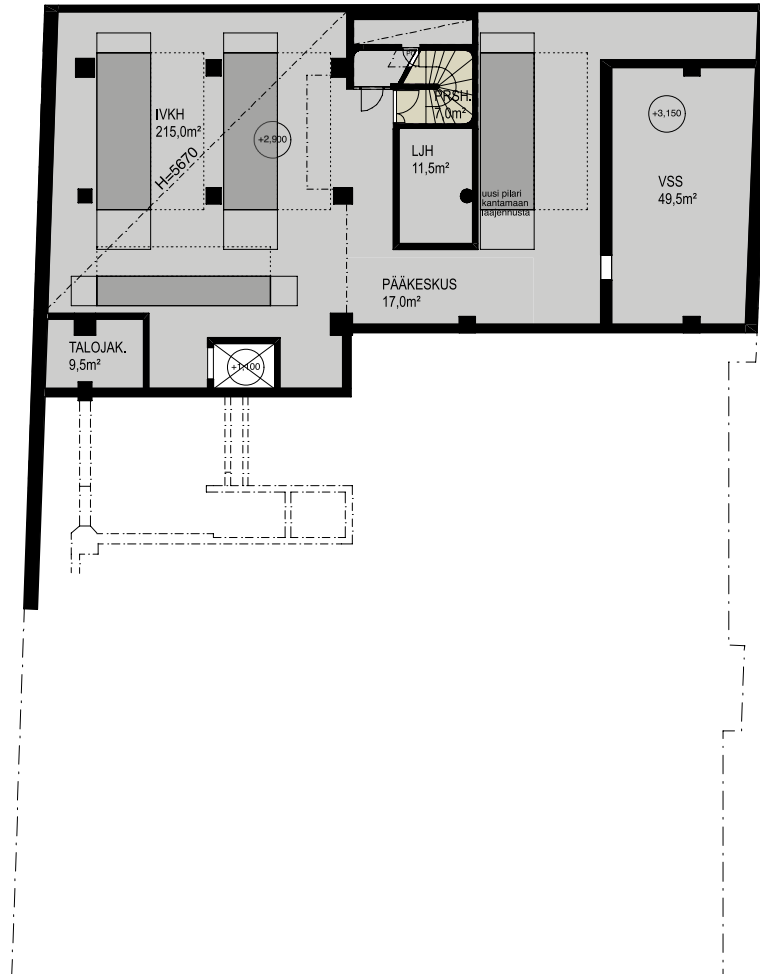 IVKH
215,0m²
+2,900
H=5670
PRSH.
7,0m²
LJH
11,5m²
uusi pilari
kantamaan
laajennusta
+3,150
VSS
49,5m²
PÄÄKESKUS
17,0m²
TALOJAK.
9,5m²
+1,100